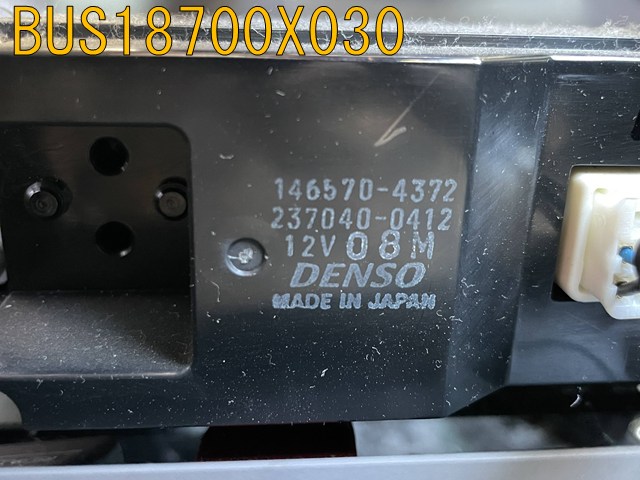 BUS18700X030
146570-4372
237040-0412
12V 08M
DENSO
MADE IN JAPAN